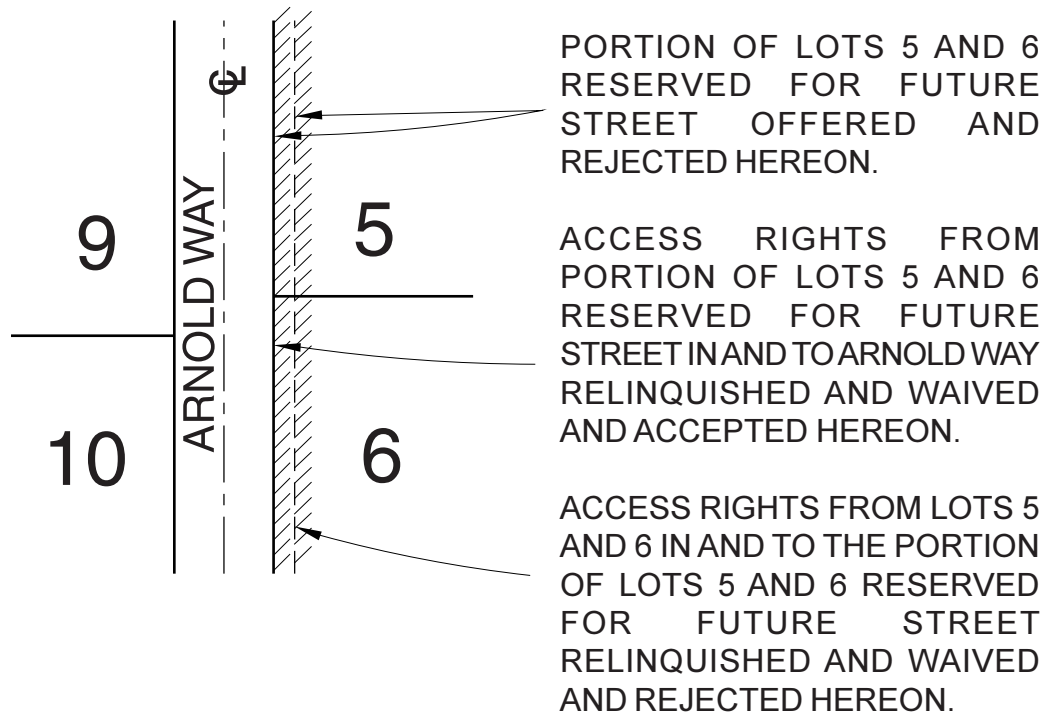 PORTION OF LOTS 5 AND 6
RESERVED FOR FUTURE
STREET OFFERED AND
REJECTED HEREON.
ACCESS RIGHTS FROM
PORTION OF LOTS 5 AND 6
RESERVED FOR FUTURE
STREET IN AND TO ARNOLD WAY
RELINQUISHED AND WAIVED
AND ACCEPTED HEREON.
ACCESS RIGHTS FROM LOTS 5
AND 6 IN AND TO THE PORTION
OF LOTS 5 AND 6 RESERVED
FOR FUTURE STREET
RELINQUISHED AND WAIVED
AND REJECTED HEREON.
℄
ARNOLD WAY
9
5
10
6